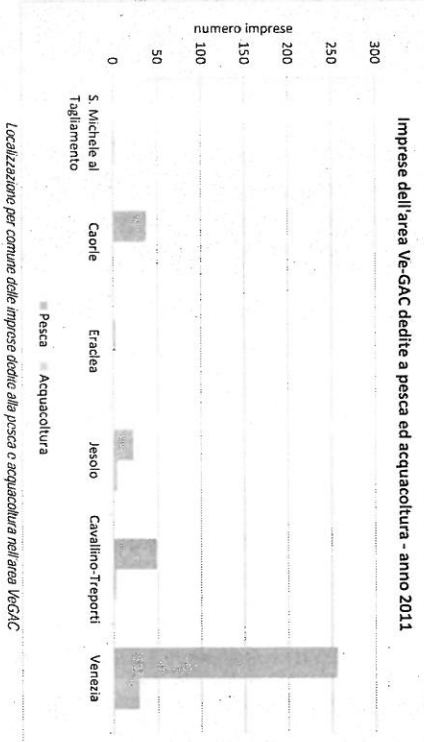 Imprese dell'area Ve-GAC dedite a pesca ed acquacoltura - anno 2011
numero imprese
300
250
200
150
100
50
0
S. Michele al
Tagliamento
Caorle
Eraclea
Jesolo
Cavallino-Treporti
Venezia
Pesca
Acquacoltura
Localizzazione per comune delle imprese dedite alla pesca e acquacoltura nell'area VeGAC